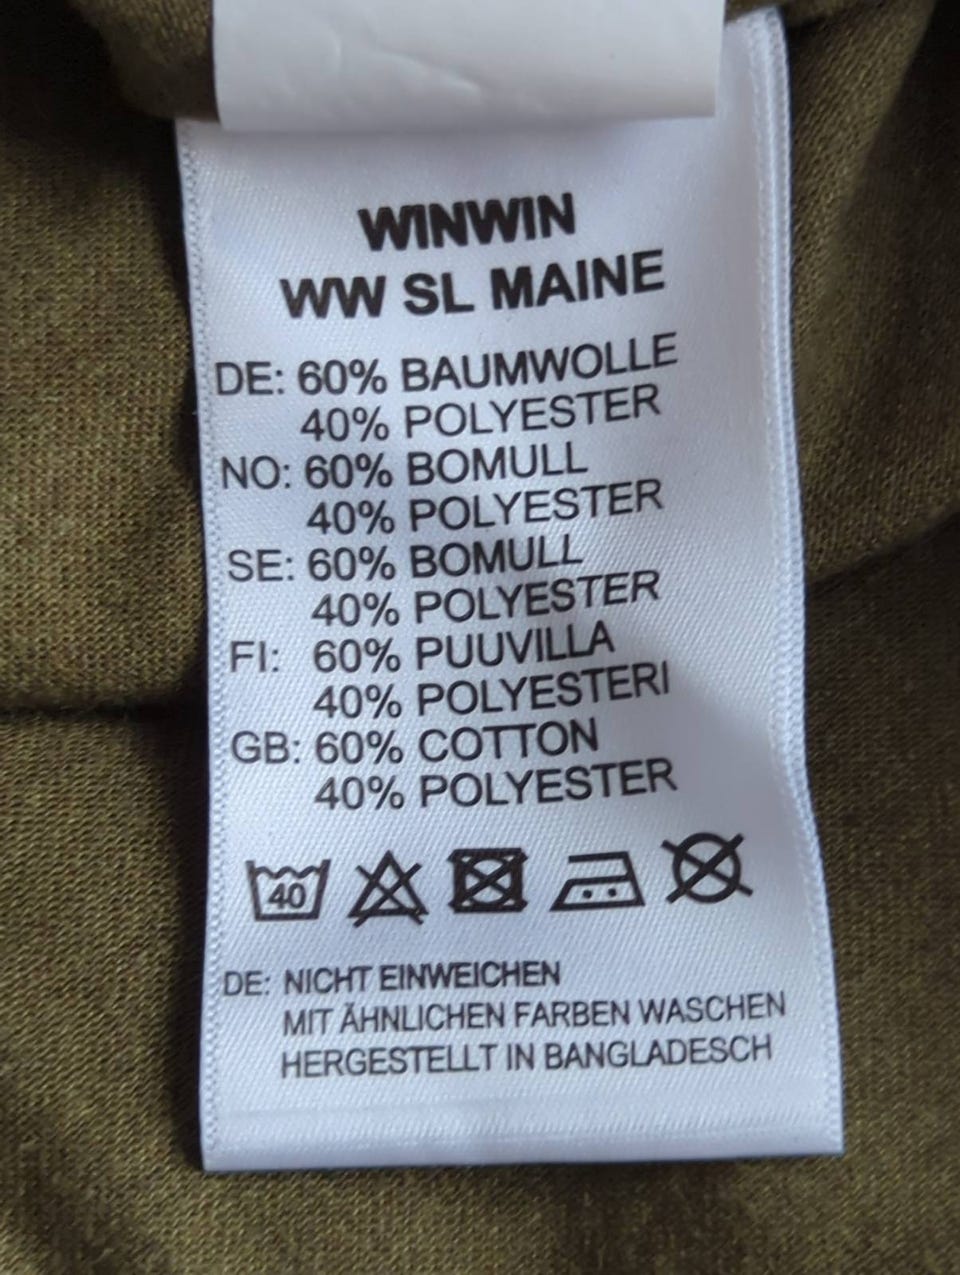 WINWIN
WW SL MAINE
DE: 60% BAUMWOLLE
40% POLYESTER
NO: 60% BOMULL
40% POLYESTER
SE: 60% BOMULL
40% POLYESTER
FI: 60% PUUVILLA
40% POLYESTERI
GB: 60% COTTON
40% POLYESTER
40
DE: NICHT EINWEICHEN
MIT ÄHNLICHEN FARBEN WASCHEN
HERGESTELLT IN BANGLADESCH